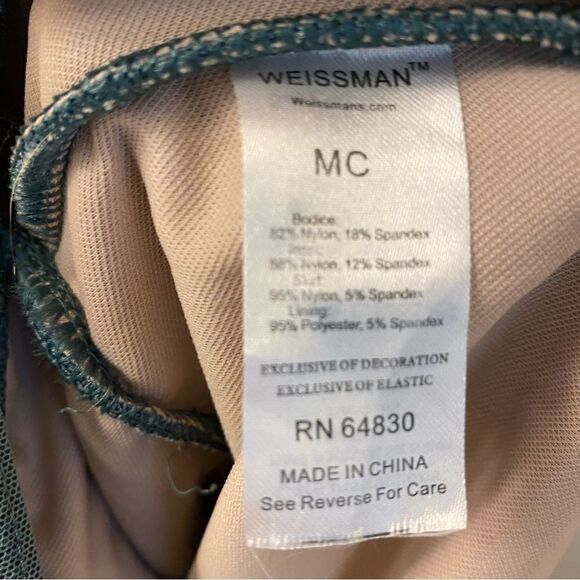 WEISSMAN™
Weissmans.com
MC
Bodice:
82% Nylon, 18% Spandex
88% Nylon, 12% Spandex
95% Nylon, 5% Spandex
Lining:
95% Polyester, 5% Spandex
EXCLUSIVE OF DECORATION
EXCLUSIVE OF ELASTIC
RN 64830
MADE IN CHINA
See Reverse For Care